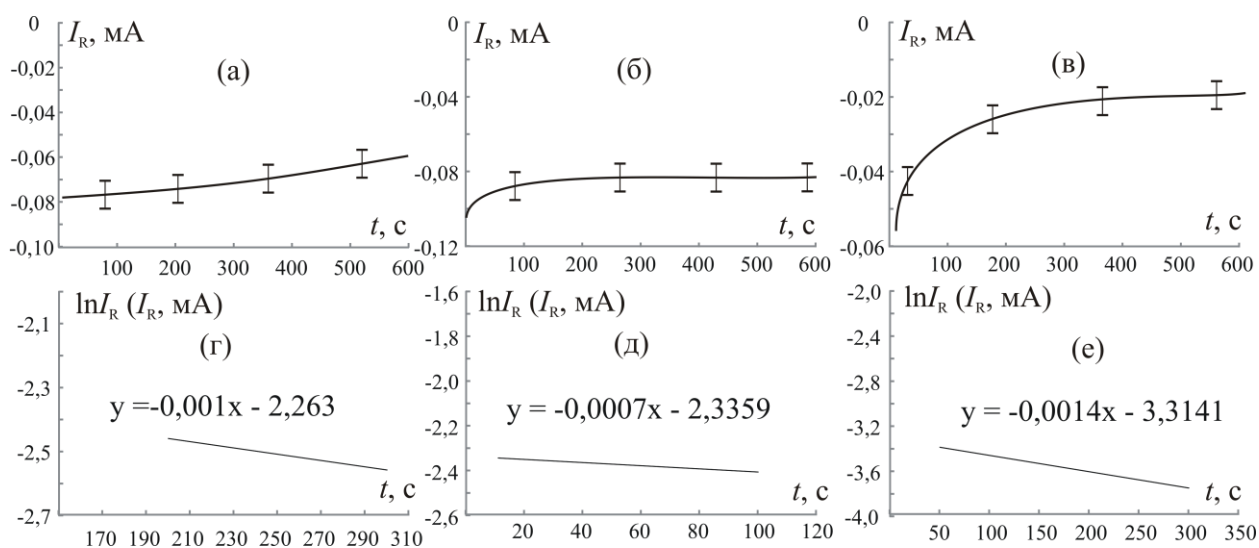 0
I_R, мА
(а)
-0,02
-0,04
-0,06
-0,08
-0,10
t, с
100 200 300 400 500 600
0
I_R, мА
(б)
-0,04
-0,08
-0,12
t, с
100 200 300 400 500 600
0
I_R, мА
(в)
-0,02
-0,04
-0,06
t, с
100 200 300 400 500 600
lnI_R (I_R, мА)
(г)
-2,1
-2,3
-2,5
-2,7
y =-0,001x - 2,263
t, с
170 190 210 230 250 270 290 310
-1,6
lnI_R (I_R, мА)
(д)
-1,8
-2,0
-2,2
-2,4
-2,6
y = -0,0007x - 2,3359
t, с
0 20 40 60 80 100 120
-2,0
lnI_R (I_R, мА)
(е)
-2,4
-2,8
-3,2
-3,6
-4,0
y = -0,0014x - 3,3141
t, с
0 50 100 150 200 250 300 350